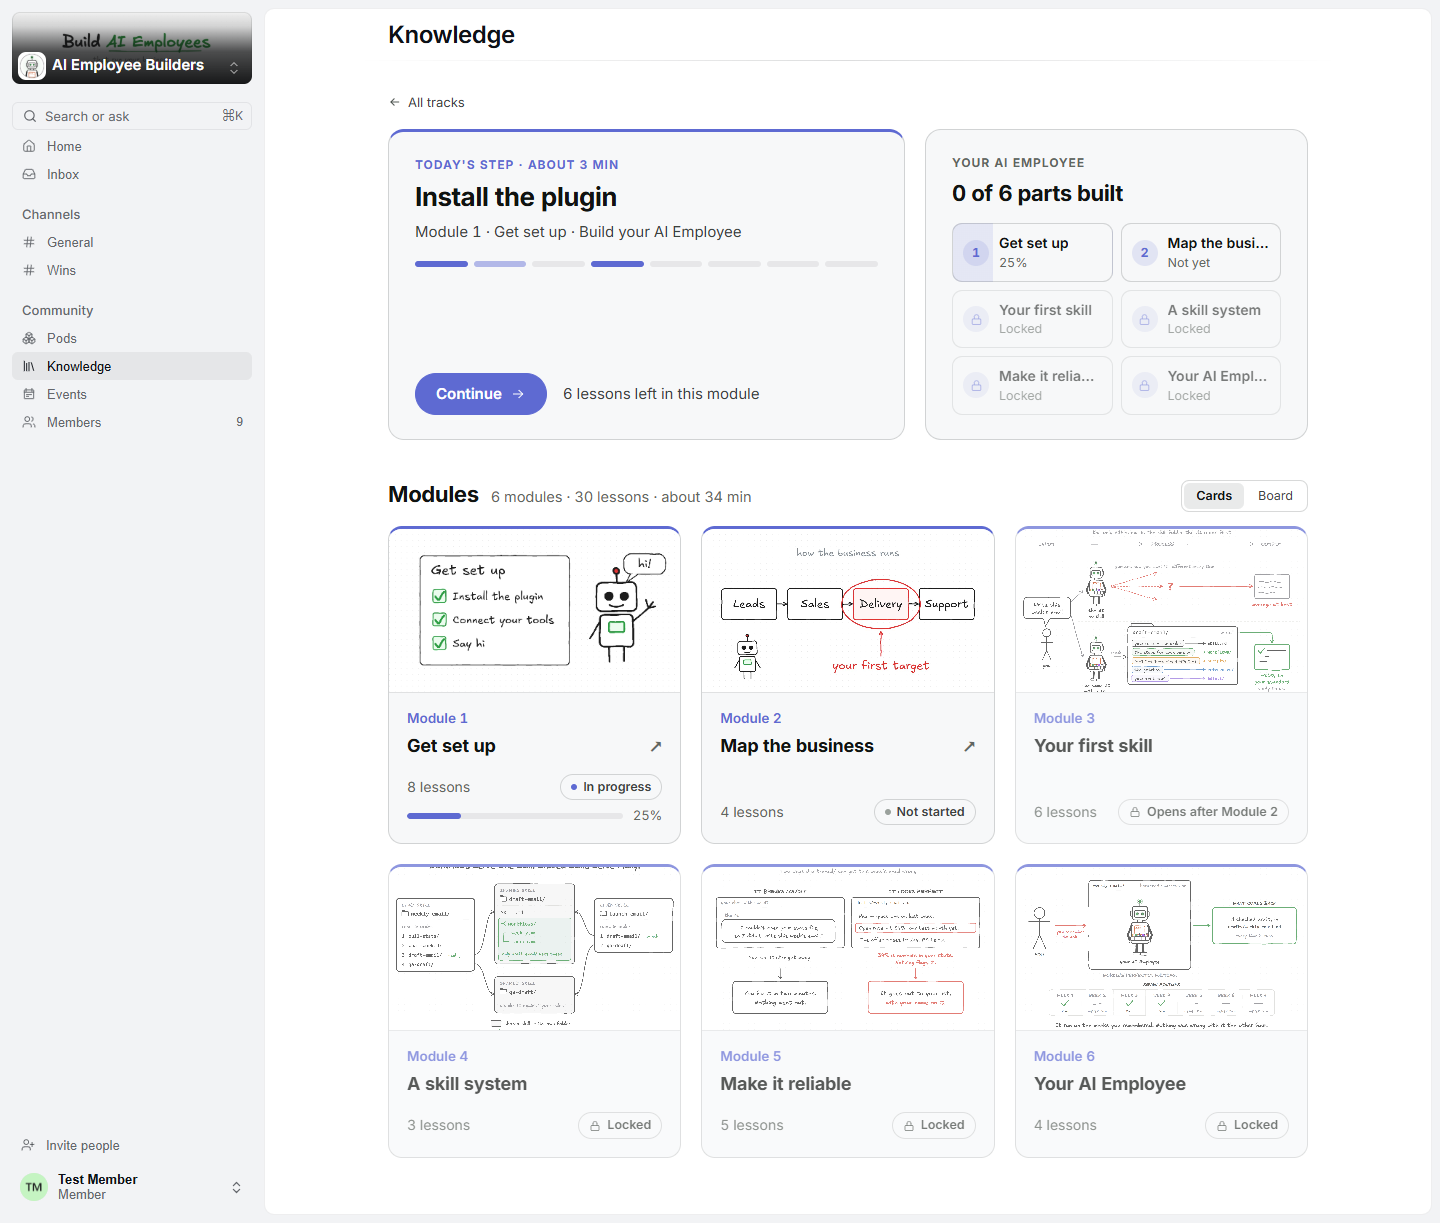 Build AI Employees
AI Employee Builders
Search or ask
⌘K
Home
Inbox
Channels
General
Wins
Community
Pods
Knowledge
Events
Members
9
Invite people
TM
Test Member
Member
Knowledge
← All tracks
TODAY'S STEP · ABOUT 3 MIN
Install the plugin
Module 1 · Get set up · Build your AI Employee
Continue →
6 lessons left in this module
YOUR AI EMPLOYEE
0 of 6 parts built
1
Get set up
25%
2
Map the busi...
Not yet
Your first skill
Locked
A skill system
Locked
Make it relia...
Locked
Your AI Empl...
Locked
Modules
6 modules · 30 lessons · about 34 min
Cards
Board
Get set up
Install the plugin
Connect your tools
Say hi
hi!
Module 1
Get set up ↗
8 lessons
In progress
25%
how the business runs
Leads
Sales
Delivery
Support
your first target
Module 2
Map the business ↗
4 lessons
Not started
Module 3
Your first skill
6 lessons
Opens after Module 2
weekly-email/
draft-email/
launch-email/
qa-draft/
Module 4
A skill system
3 lessons
Locked
Module 5
Make it reliable
5 lessons
Locked
Module 6
Your AI Employee
4 lessons
Locked